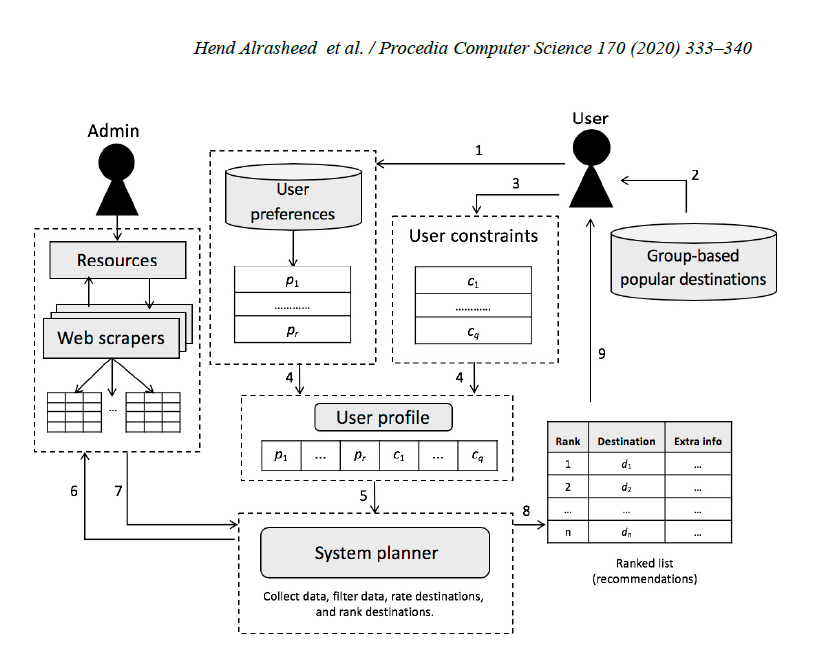 Hend Alrasheed et al. / Procedia Computer Science 170 (2020) 333–340
Admin
User
1
2
3
User
preferences
User constraints
Group-based
popular destinations
Resources
p1
............
pr
c1
............
cq
Web scrapers
...
4
4
9
User profile
p1 ... pr c1 ... cq
Rank Destination Extra info
1 d1 ...
2 d2 ...
... ... ...
n dn ...
6
7
5
8
System planner
Collect data, filter data, rate destinations,
and rank destinations.
Ranked list
(recommendations)